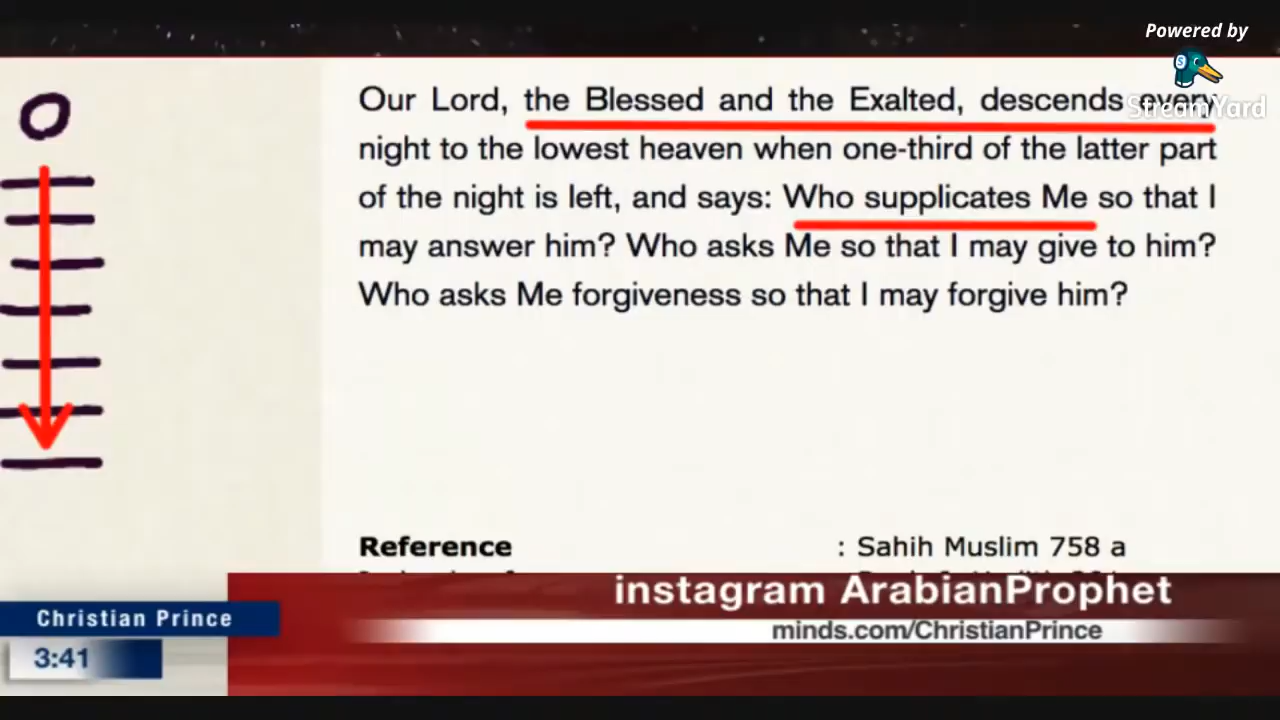 Powered by
StreamYard
Our Lord, the Blessed and the Exalted, descends every
night to the lowest heaven when one-third of the latter part
of the night is left, and says: Who supplicates Me so that I
may answer him? Who asks Me so that I may give to him?
Who asks Me forgiveness so that I may forgive him?
Reference : Sahih Muslim 758 a
instagram ArabianProphet
Christian Prince
minds.com/ChristianPrince
3:41